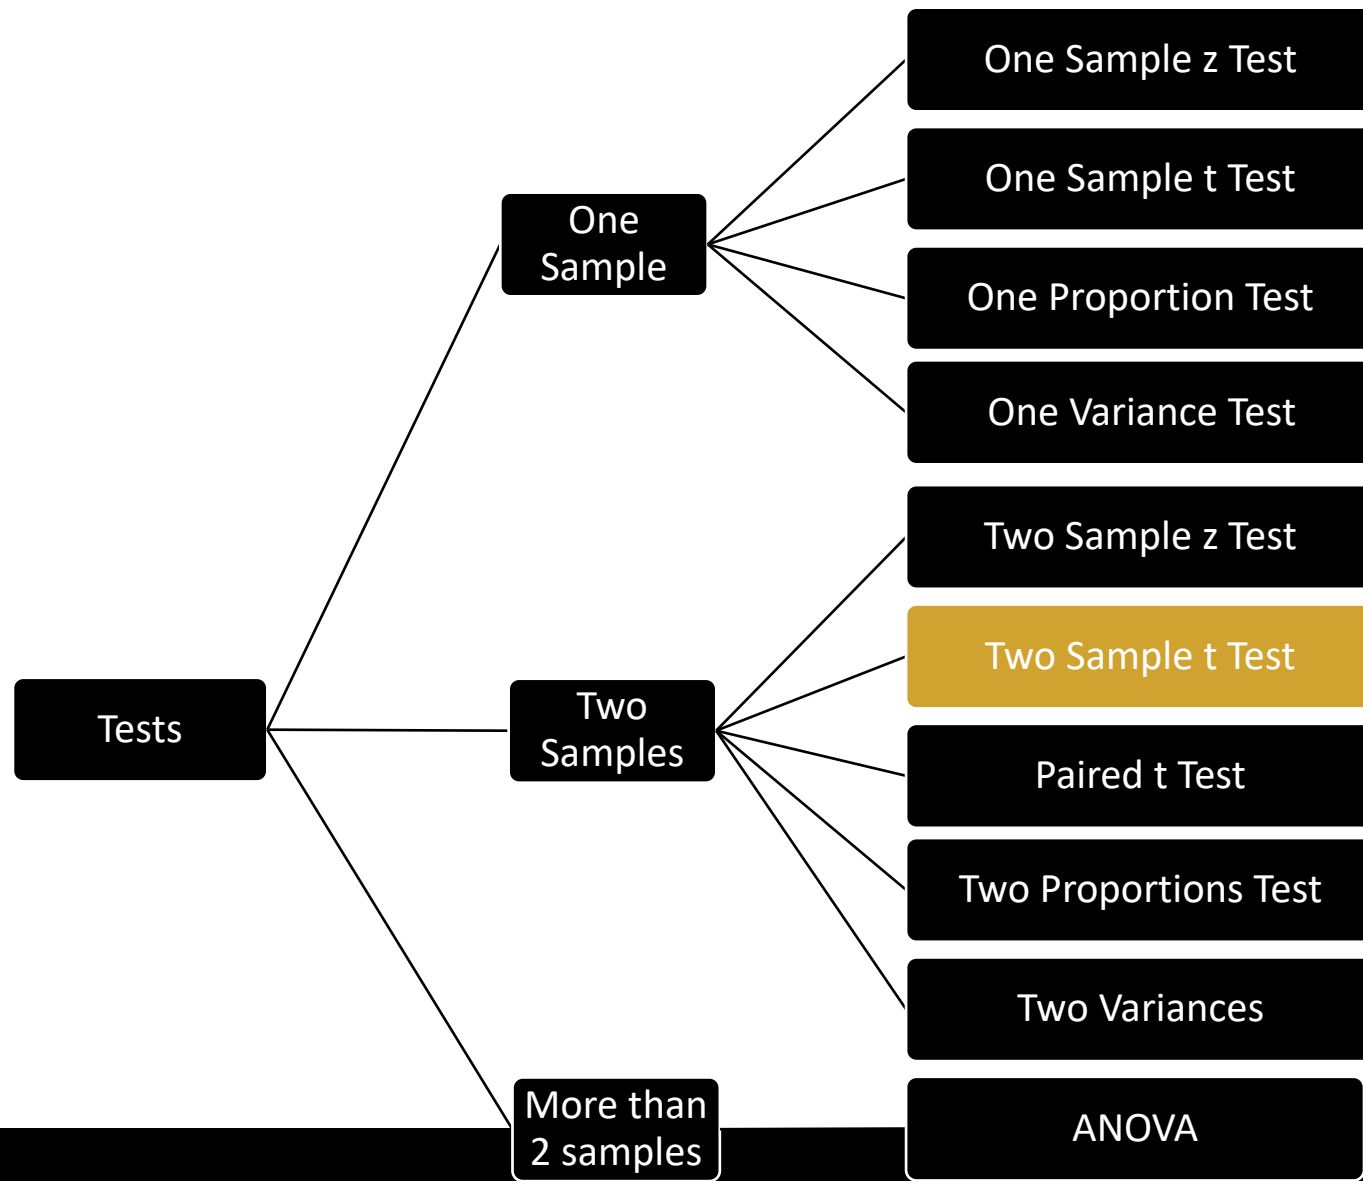 One Sample z Test
One Sample t Test
One
Sample
One Proportion Test
One Variance Test
Two Sample z Test
Two Sample t Test
Tests
Two
Samples
Paired t Test
Two Proportions Test
Two Variances
More than
2 samples
ANOVA